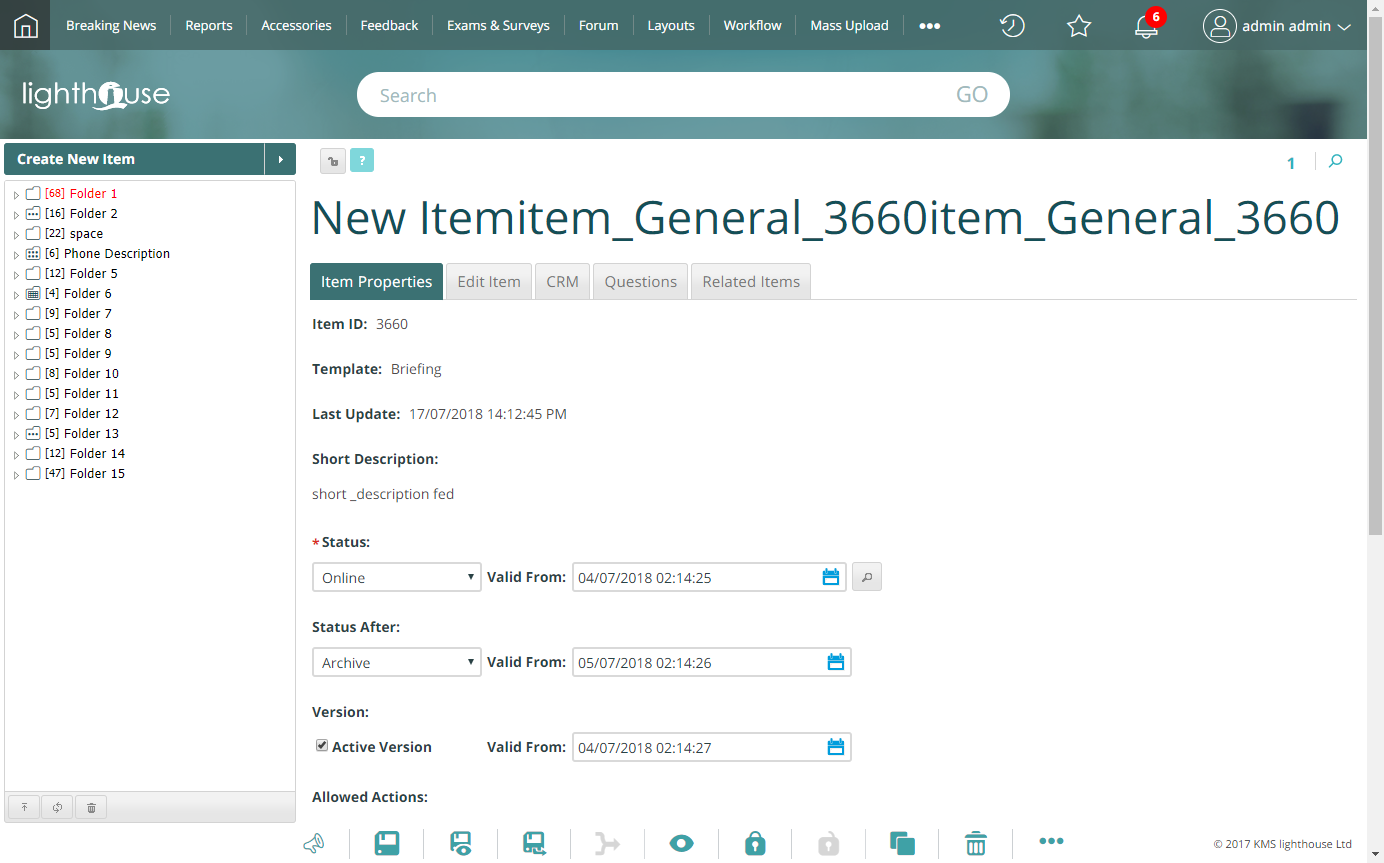 Breaking News Reports Accessories Feedback Exams & Surveys Forum Layouts Workflow Mass Upload ••• 6 admin admin
lighthouse Search GO
Create New Item
? 1
[68] Folder 1
[16] Folder 2
[22] space
[6] Phone Description
[12] Folder 5
[4] Folder 6
[9] Folder 7
[5] Folder 8
[5] Folder 9
[8] Folder 10
[5] Folder 11
[7] Folder 12
[5] Folder 13
[12] Folder 14
[47] Folder 15
New Itemitem_General_3660item_General_3660
Item Properties Edit Item CRM Questions Related Items
Item ID: 3660
Template: Briefing
Last Update: 17/07/2018 14:12:45 PM
Short Description:
short _description fed
*Status:
Online Valid From: 04/07/2018 02:14:25
Status After:
Archive Valid From: 05/07/2018 02:14:26
Version:
Active Version Valid From: 04/07/2018 02:14:27
Allowed Actions:
••• © 2017 KMS lighthouse Ltd